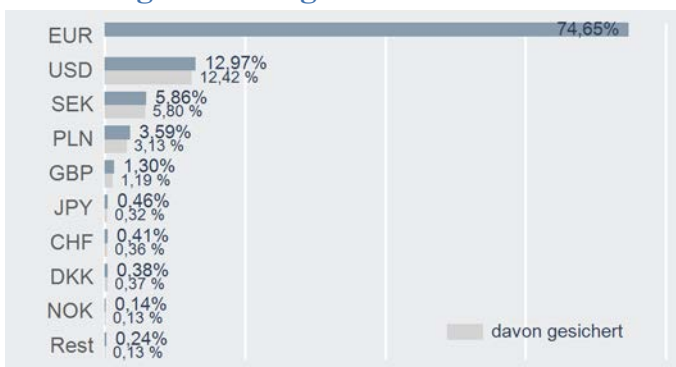 EUR 74,65%
USD 12,97%
12,42 %
SEK 5,86%
5,80 %
PLN 3,59%
3,13 %
GBP 1,30%
1,19 %
JPY 0,46%
0,32 %
CHF 0,41%
0,36 %
DKK 0,38%
0,37 %
NOK 0,14%
0,13 %
Rest 0,24%
0,13 %
davon gesichert